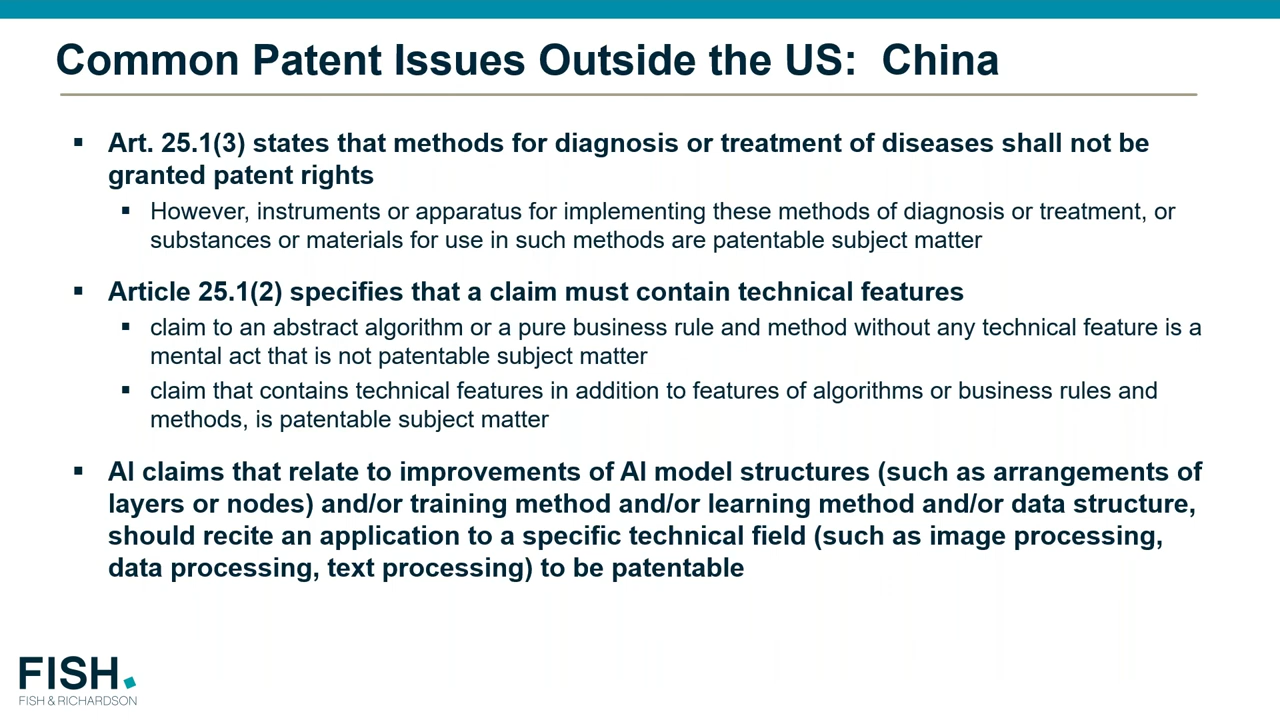 Common Patent Issues Outside the US:  China
▪ Art. 25.1(3) states that methods for diagnosis or treatment of diseases shall not be
granted patent rights
▪ However, instruments or apparatus for implementing these methods of diagnosis or treatment, or
substances or materials for use in such methods are patentable subject matter
▪ Article 25.1(2) specifies that a claim must contain technical features
▪ claim to an abstract algorithm or a pure business rule and method without any technical feature is a
mental act that is not patentable subject matter
▪ claim that contains technical features in addition to features of algorithms or business rules and
methods, is patentable subject matter
▪ AI claims that relate to improvements of AI model structures (such as arrangements of
layers or nodes) and/or training method and/or learning method and/or data structure,
should recite an application to a specific technical field (such as image processing,
data processing, text processing) to be patentable
FISH.
FISH & RICHARDSON